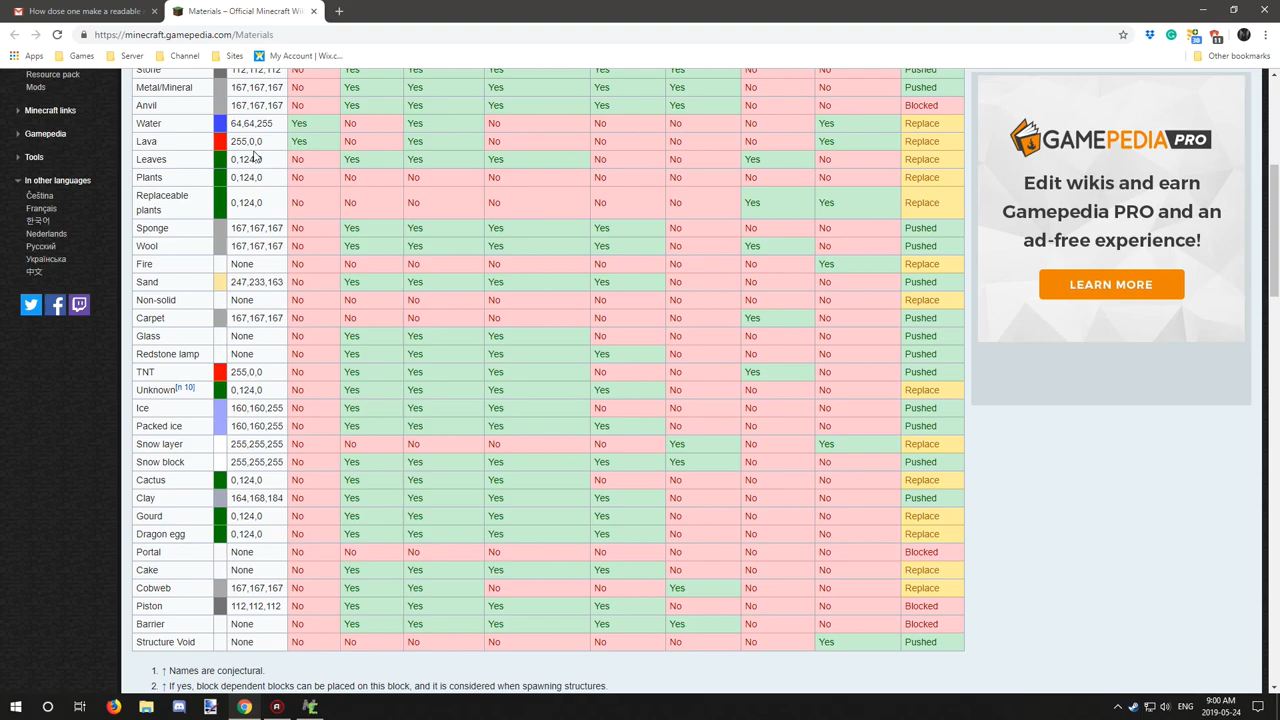 How does one make a readable
Materials – Official Minecraft Wiki
https://minecraft.gamepedia.com/Materials
38
11
Apps Games Server Channel Sites My Account | Wix.c... Other bookmarks
Resource pack
Mods
Minecraft links
Gamepedia
Tools
In other languages
Čeština
Français
한국어
Nederlands
Русский
Українська
中文
Stone 112,112,112 No Yes Yes Yes Yes Yes No No Pushed
Metal/Mineral 167,167,167 No Yes Yes Yes Yes Yes No No Pushed
Anvil 167,167,167 No Yes Yes Yes Yes Yes No No Blocked
Water 64,64,255 Yes No Yes No No No No Yes Replace
Lava 255,0,0 Yes No Yes No No No No Yes Replace
Leaves 0,124,0 No Yes Yes Yes No No Yes No Replace
Plants 0,124,0 No No No No No No No No Replace
Replaceable
plants 0,124,0 No No No No No No Yes Yes Replace
Sponge 167,167,167 No Yes Yes Yes Yes No No No Pushed
Wool 167,167,167 No Yes Yes Yes Yes No Yes No Pushed
Fire None No No No No No No No Yes Replace
Sand 247,233,163 No Yes Yes Yes Yes No No No Pushed
Non-solid None No No No No No No No No Replace
Carpet 167,167,167 No No No No No No Yes No Pushed
Glass None No Yes Yes Yes No No No No Pushed
Redstone lamp None No Yes Yes Yes Yes No No No Pushed
TNT 255,0,0 No Yes Yes Yes No No Yes No Pushed
Unknown[n 10] 0,124,0 No Yes Yes Yes Yes No No No Replace
Ice 160,160,255 No Yes Yes Yes No No No No Pushed
Packed ice 160,160,255 No Yes Yes Yes Yes No No No Pushed
Snow layer 255,255,255 No No No No No Yes No Yes Replace
Snow block 255,255,255 No Yes Yes Yes Yes Yes No No Pushed
Cactus 0,124,0 No Yes Yes Yes No No No No Replace
Clay 164,168,184 No Yes Yes Yes Yes No No No Pushed
Gourd 0,124,0 No Yes Yes Yes Yes No No No Replace
Dragon egg 0,124,0 No Yes Yes Yes Yes No No No Replace
Portal None No No No No No No No No Blocked
Cake None No Yes Yes Yes No No No No Replace
Cobweb 167,167,167 No Yes Yes No No Yes No No Replace
Piston 112,112,112 No Yes Yes Yes Yes No No No Blocked
Barrier None No Yes Yes Yes Yes Yes No No Blocked
Structure Void None No No No No No No No Yes Pushed
1. ↑ Names are conjectural.
2. ↑ If yes, block dependent blocks can be placed on this block, and it is considered when spawning structures.
GAMEPEDIA PRO
Edit wikis and earn
Gamepedia PRO and an
ad-free experience!
LEARN MORE
ENG
9:00 AM
2019-05-24